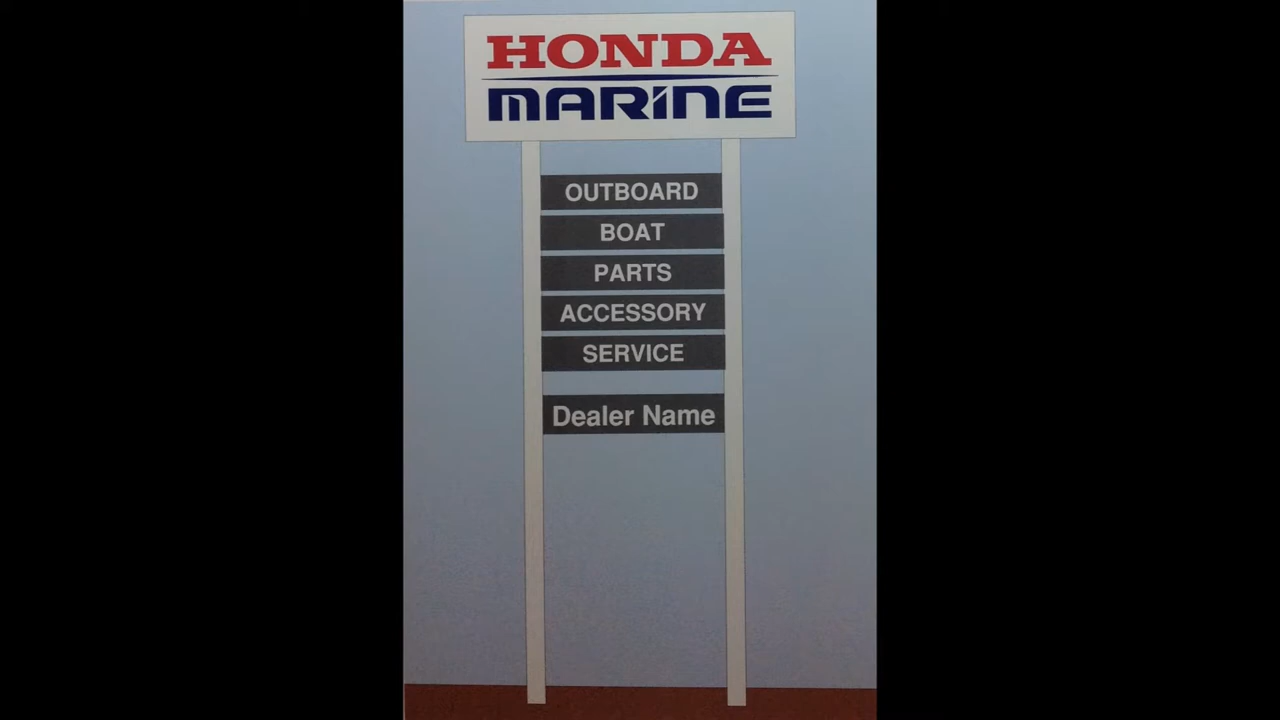 HONDA
MARINE
OUTBOARD
BOAT
PARTS
ACCESSORY
SERVICE
Dealer Name